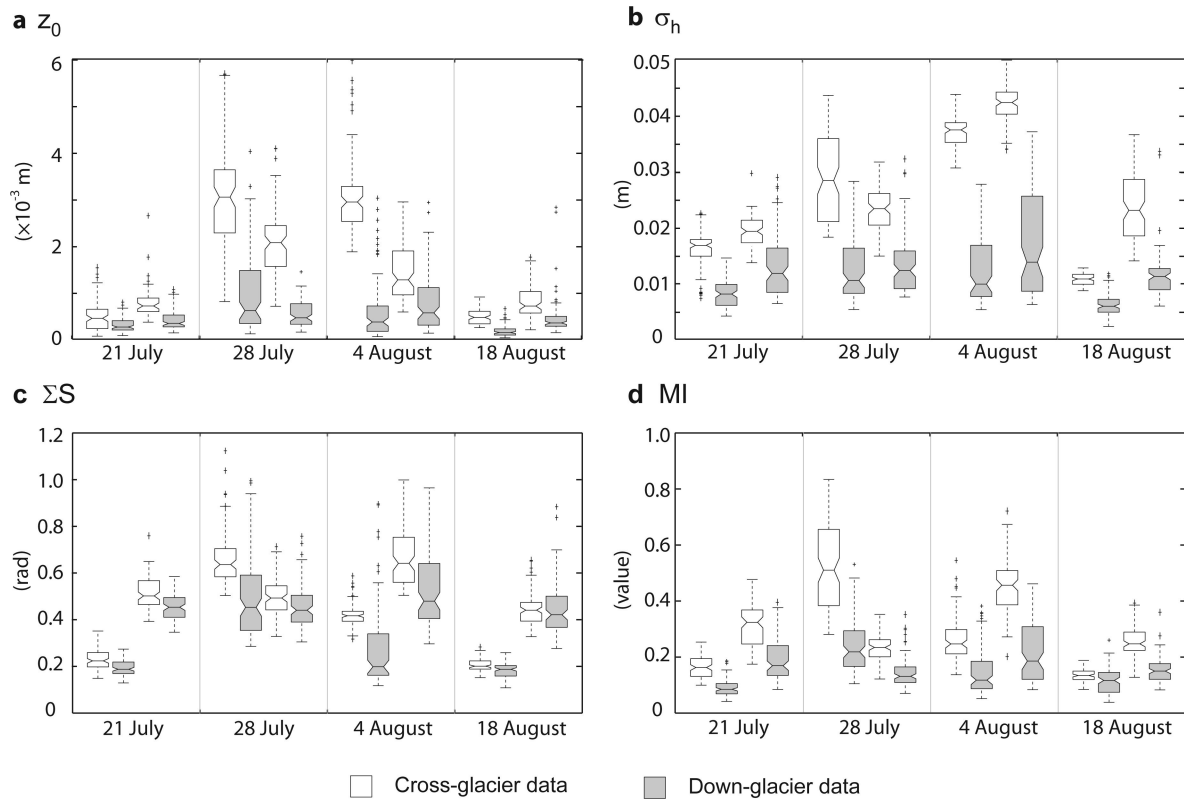 a z0
b σh
6
4
2
0
(×10⁻³ m)
21 July
28 July
4 August
18 August
0.05
0.04
0.03
0.02
0.01
0
(m)
21 July
28 July
4 August
18 August
c ΣS
d MI
1.2
1.0
0.8
0.6
0.4
0.2
0
(rad)
21 July
28 July
4 August
18 August
1.0
0.8
0.6
0.4
0.2
0
(value)
21 July
28 July
4 August
18 August
Cross-glacier data
Down-glacier data